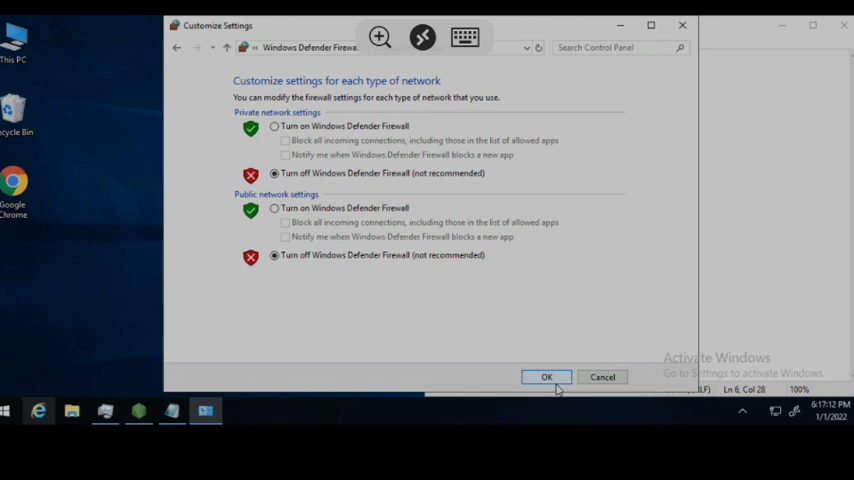 Customize Settings
This PC
Windows Defender Firewa
Search Control Panel
Customize settings for each type of network
You can modify the firewall settings for each type of network that you use.
Private network settings
Turn on Windows Defender Firewall
Block all incoming connections, including those in the list of allowed apps
Notify me when Windows Defender Firewall blocks a new app
Turn off Windows Defender Firewall (not recommended)
Public network settings
Turn on Windows Defender Firewall
Block all incoming connections, including those in the list of allowed apps
Notify me when Windows Defender Firewall blocks a new app
Turn off Windows Defender Firewall (not recommended)
ecycle Bin
Google
Chrome
OK
Cancel
Activate Windows
Go to Settings to activate Windows.
LF)
Ln 6, Col 28
100%
6:17:12 PM
1/1/2022